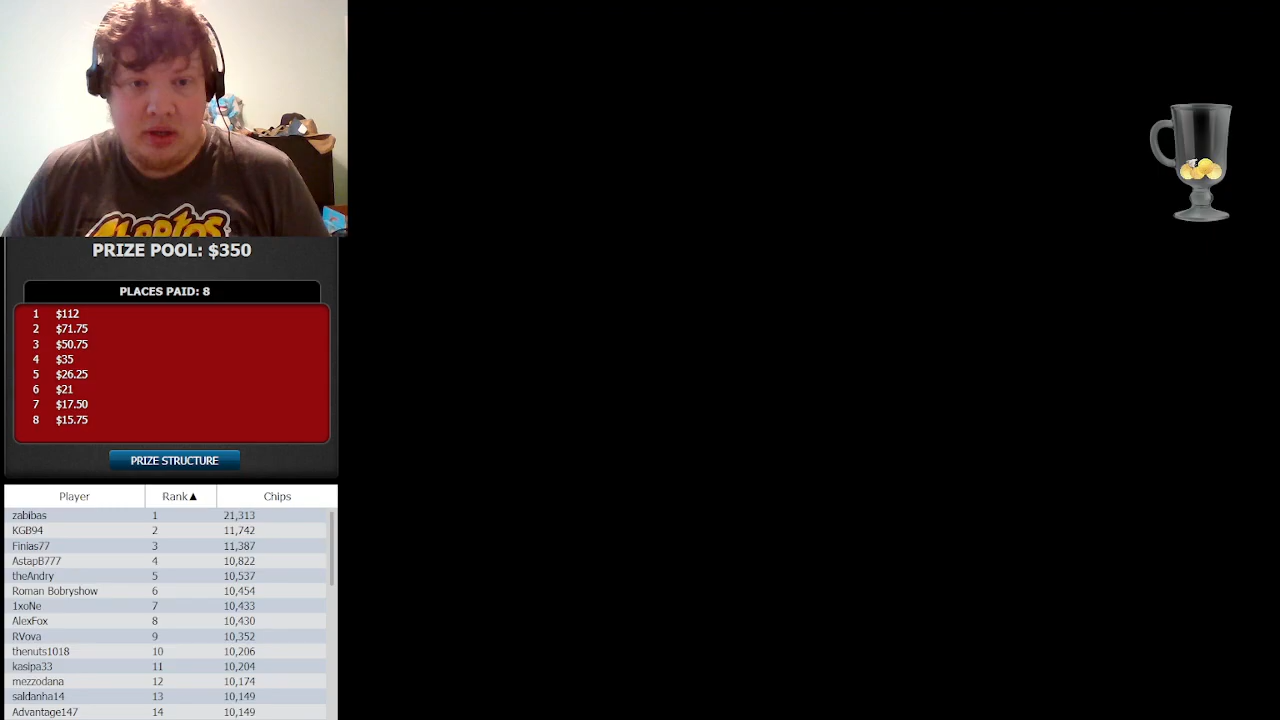 PRIZE POOL: $350
PLACES PAID: 8
1 $112
2 $71.75
3 $50.75
4 $35
5 $26.25
6 $21
7 $17.50
8 $15.75
PRIZE STRUCTURE
Player Rank▲ Chips
zabibas 1 21,313
KGB94 2 11,742
Finias77 3 11,387
AstapB777 4 10,822
theAndry 5 10,537
Roman Bobryshow 6 10,454
1xoNe 7 10,433
AlexFox 8 10,430
RVova 9 10,352
thenuts1018 10 10,206
kasipa33 11 10,204
mezzodana 12 10,174
saldanha14 13 10,149
Advantage147 14 10,149